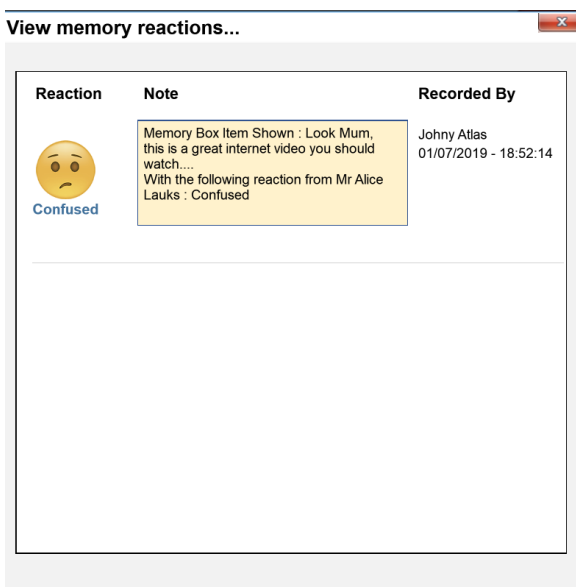 View memory reactions...
x
Reaction Note Recorded By
Memory Box Item Shown : Look Mum,
this is a great internet video you should
watch....
With the following reaction from Mr Alice
Lauks : Confused
Johny Atlas
01/07/2019 - 18:52:14
Confused